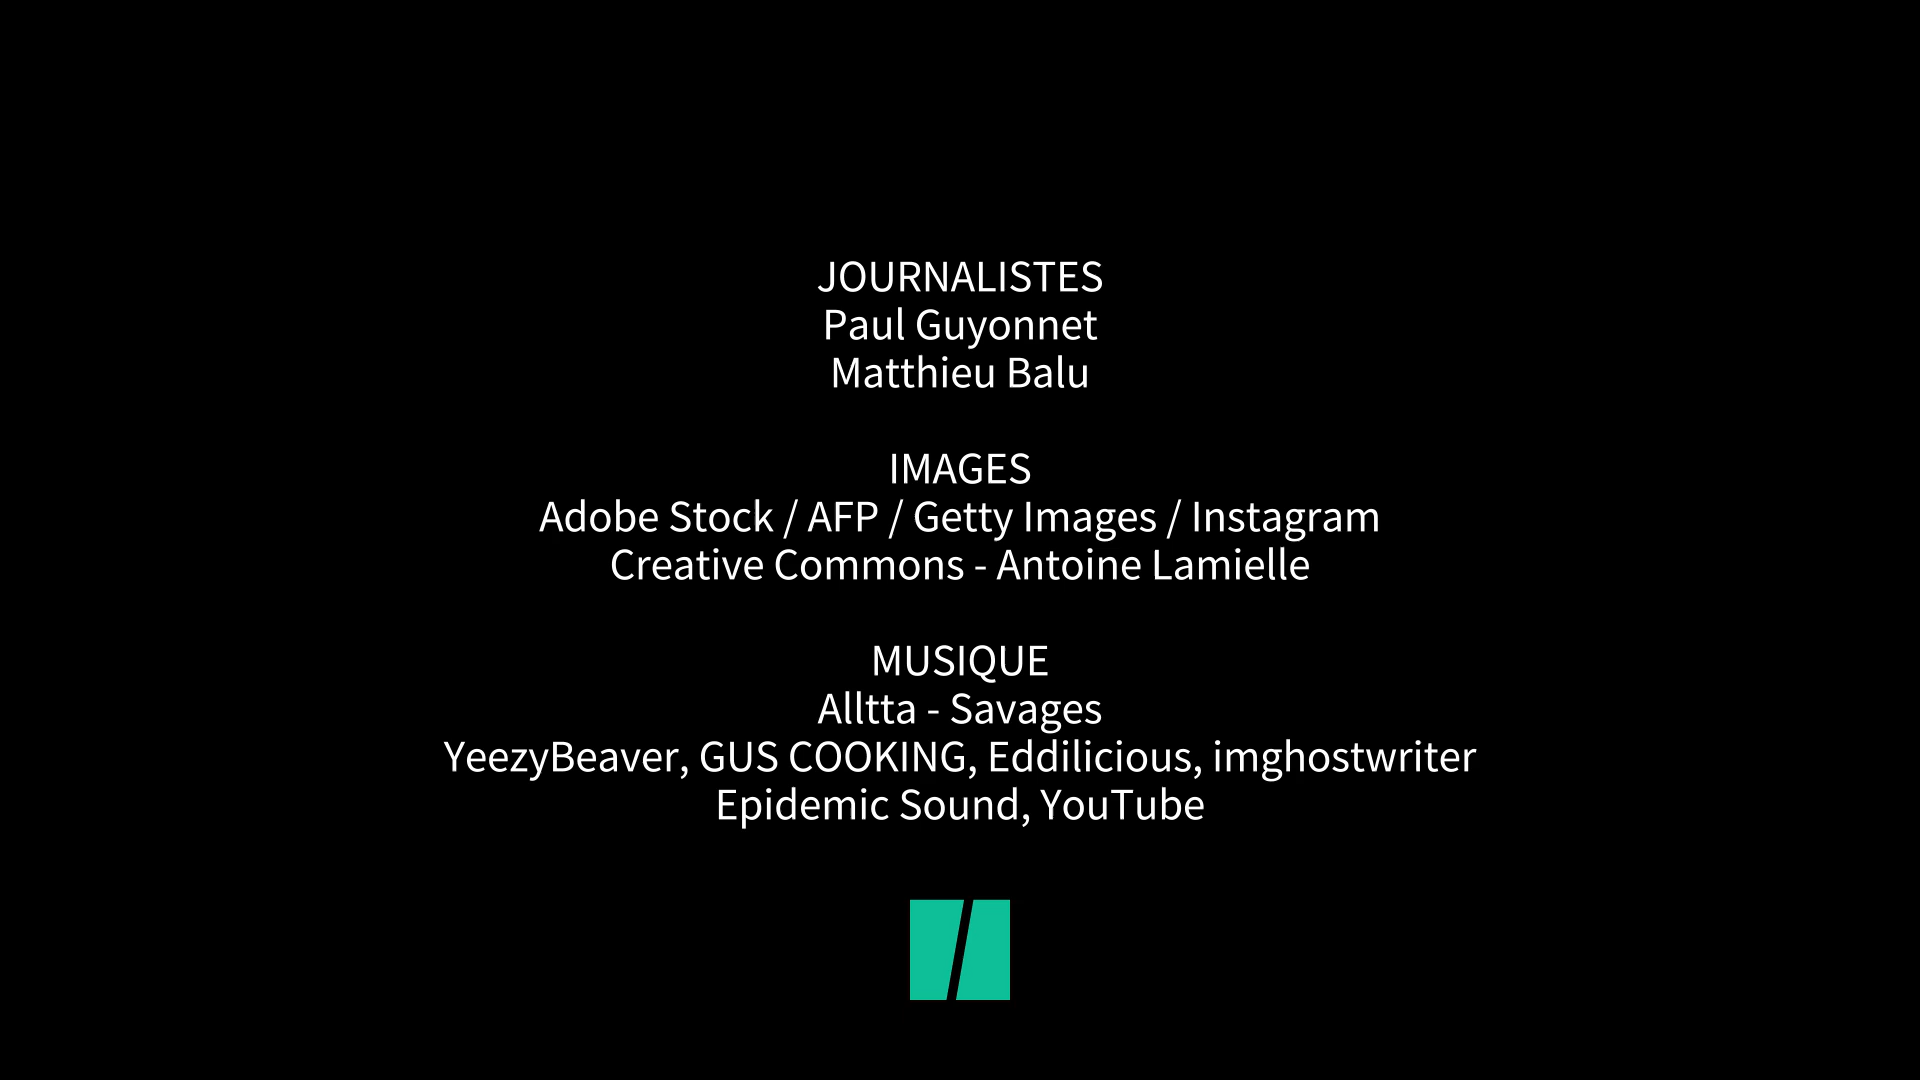 JOURNALISTES
Paul Guyonnet
Matthieu Balu
IMAGES
Adobe Stock / AFP / Getty Images / Instagram
Creative Commons - Antoine Lamielle
MUSIQUE
Alltta - Savages
YeezyBeaver, GUS COOKING, Eddilicious, imghostwriter
Epidemic Sound, YouTube